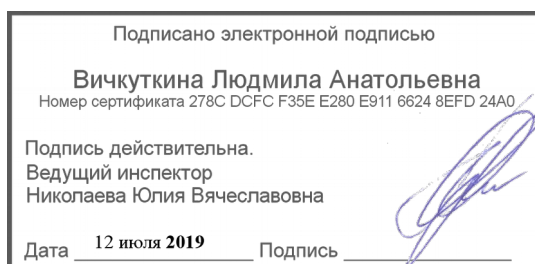 Подписано электронной подписью
Вичкуткина Людмила Анатольевна
Номер сертификата 278C DCFC F35E E280 E911 6624 8EFD 24A0
Подпись действительна.
Ведущий инспектор
Николаева Юлия Вячеславовна
Дата 12 июля 2019 Подпись